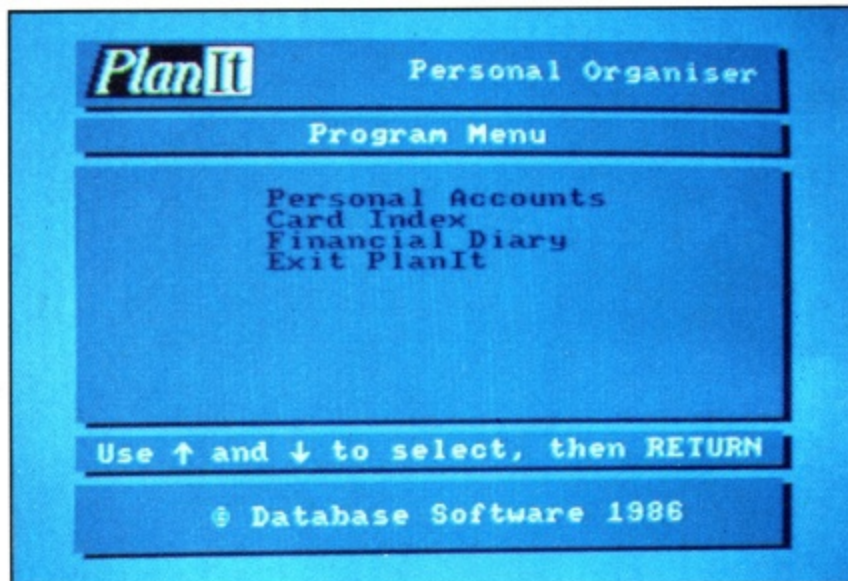 PlanIt
Personal Organiser
Program Menu
Personal Accounts
Card Index
Financial Diary
Exit PlanIt
Use ↑ and ↓ to select, then RETURN
© Database Software 1986